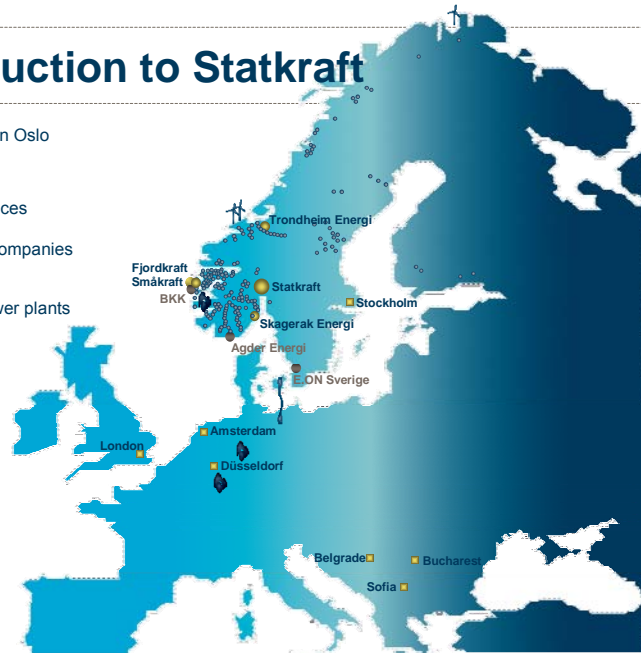 uction to Statkraft
n Oslo
ces
ompanies
wer plants
Trondheim Energi
Fjordkraft
Småkraft
BKK
Statkraft
Stockholm
Skagerak Energi
Agder Energi
E.ON Sverige
Amsterdam
London
Düsseldorf
Belgrade
Bucharest
Sofia